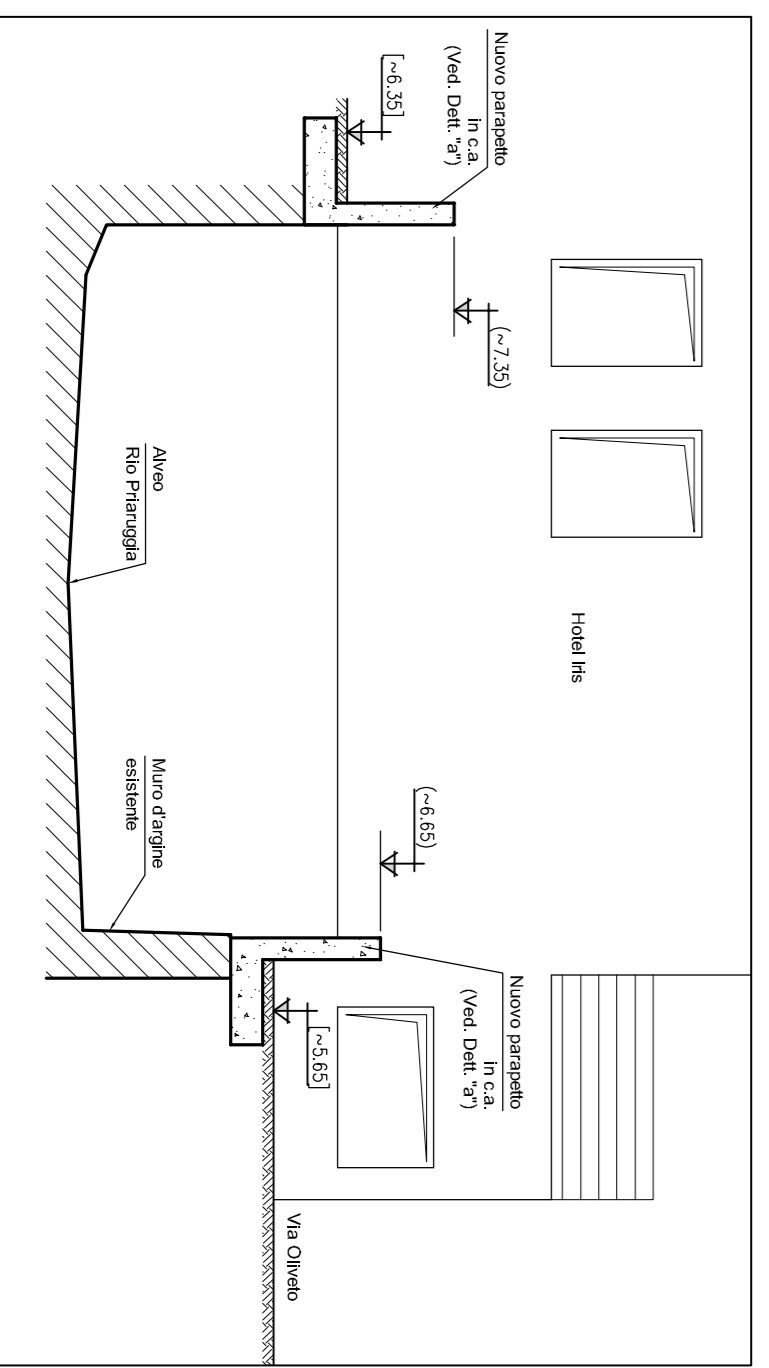 Nuovo parapetto
in c.a.
(Ved. Dett. "a")
[~6.35]
(~7.35)
Hotel Iris
Alveo
Rio Priaruggia
(~6.65)
Muro d'argine
esistente
Nuovo parapetto
in c.a.
(Ved. Dett. "a")
[~5.65]
Via Oliveto